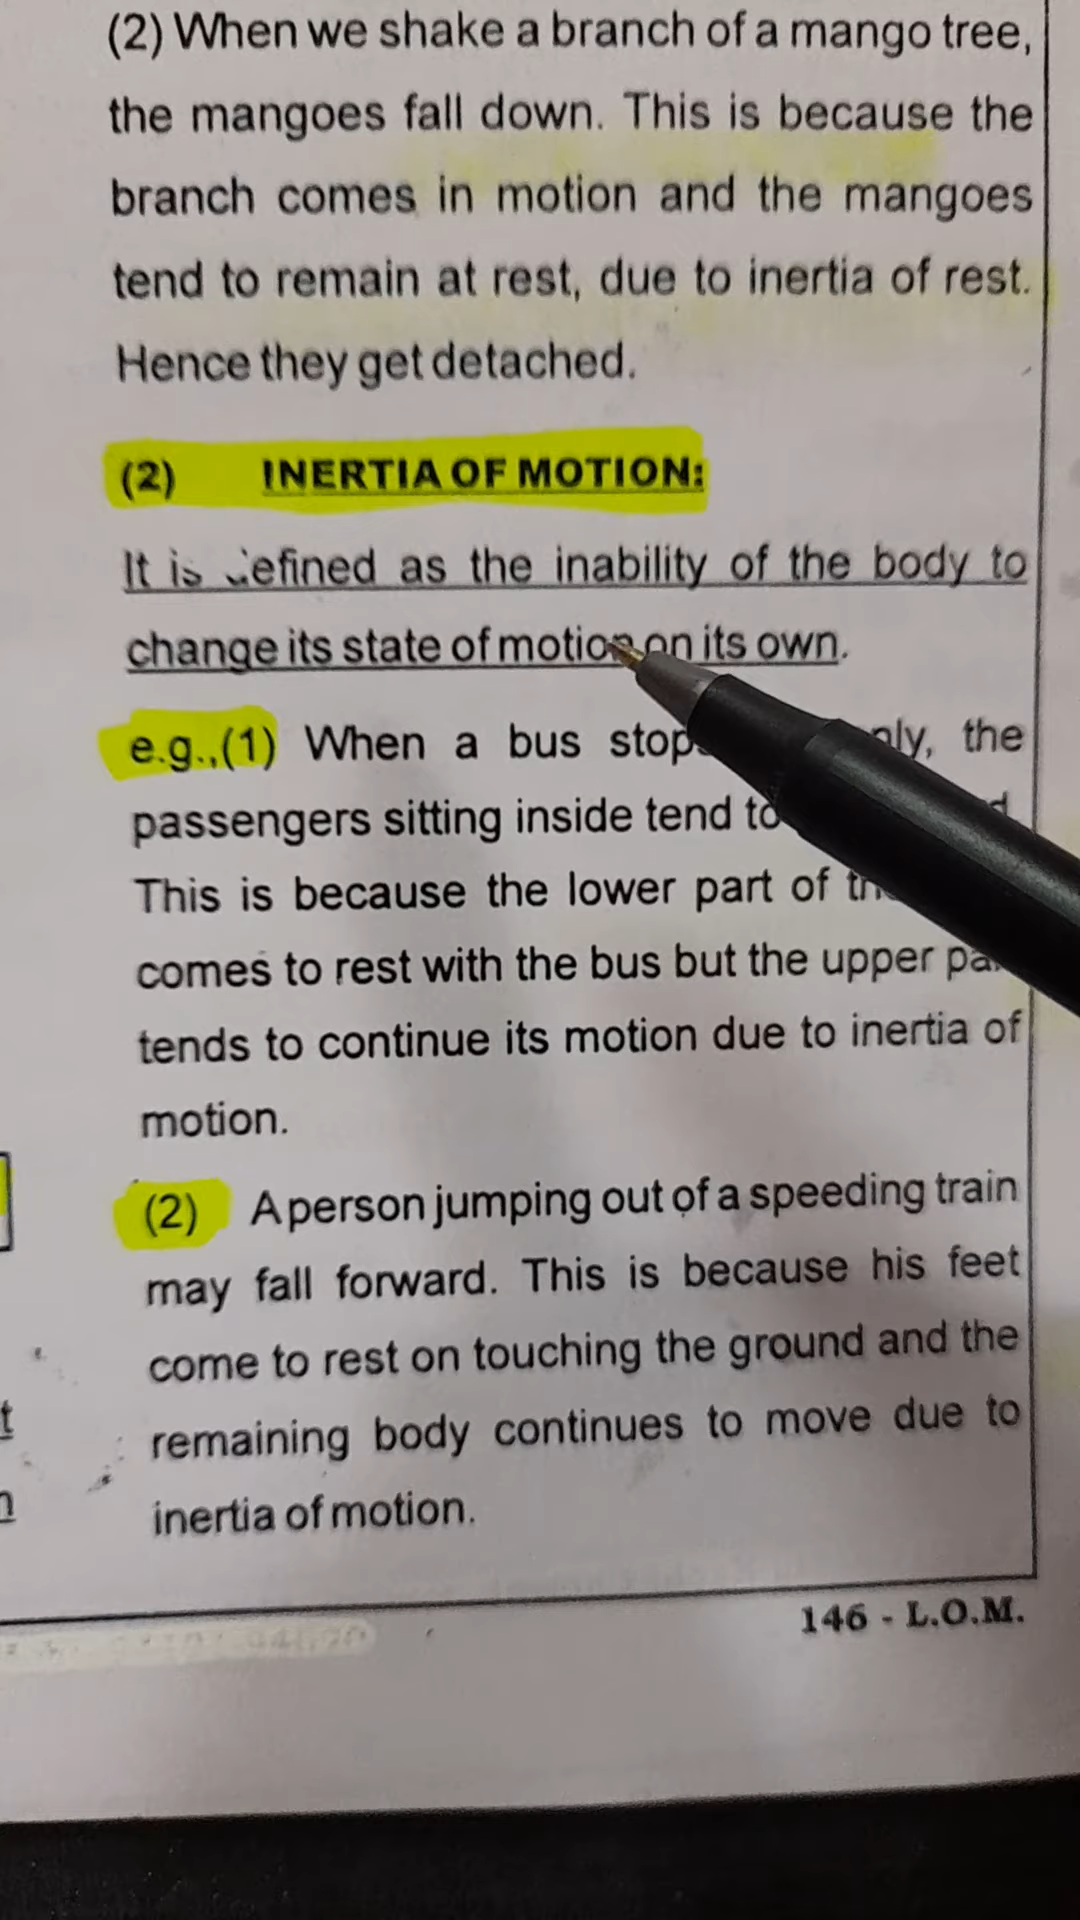 (2) When we shake a branch of a mango tree,
the mangoes fall down. This is because the
branch comes in motion and the mangoes
tend to remain at rest, due to inertia of rest.
Hence they get detached.
(2) INERTIA OF MOTION:
It is defined as the inability of the body to
change its state of motion on its own.
e.g.,(1) When a bus the
passengers sitting inside tend to
This is because the lower part of
comes to rest with the bus but the upper
tends to continue its motion due to inertia of
motion.
(2) A person jumping out of a speeding train
may fall forward. This is because his feet
come to rest on touching the ground and the
remaining body continues to move due to
inertia of motion.
146 - L.O.M.